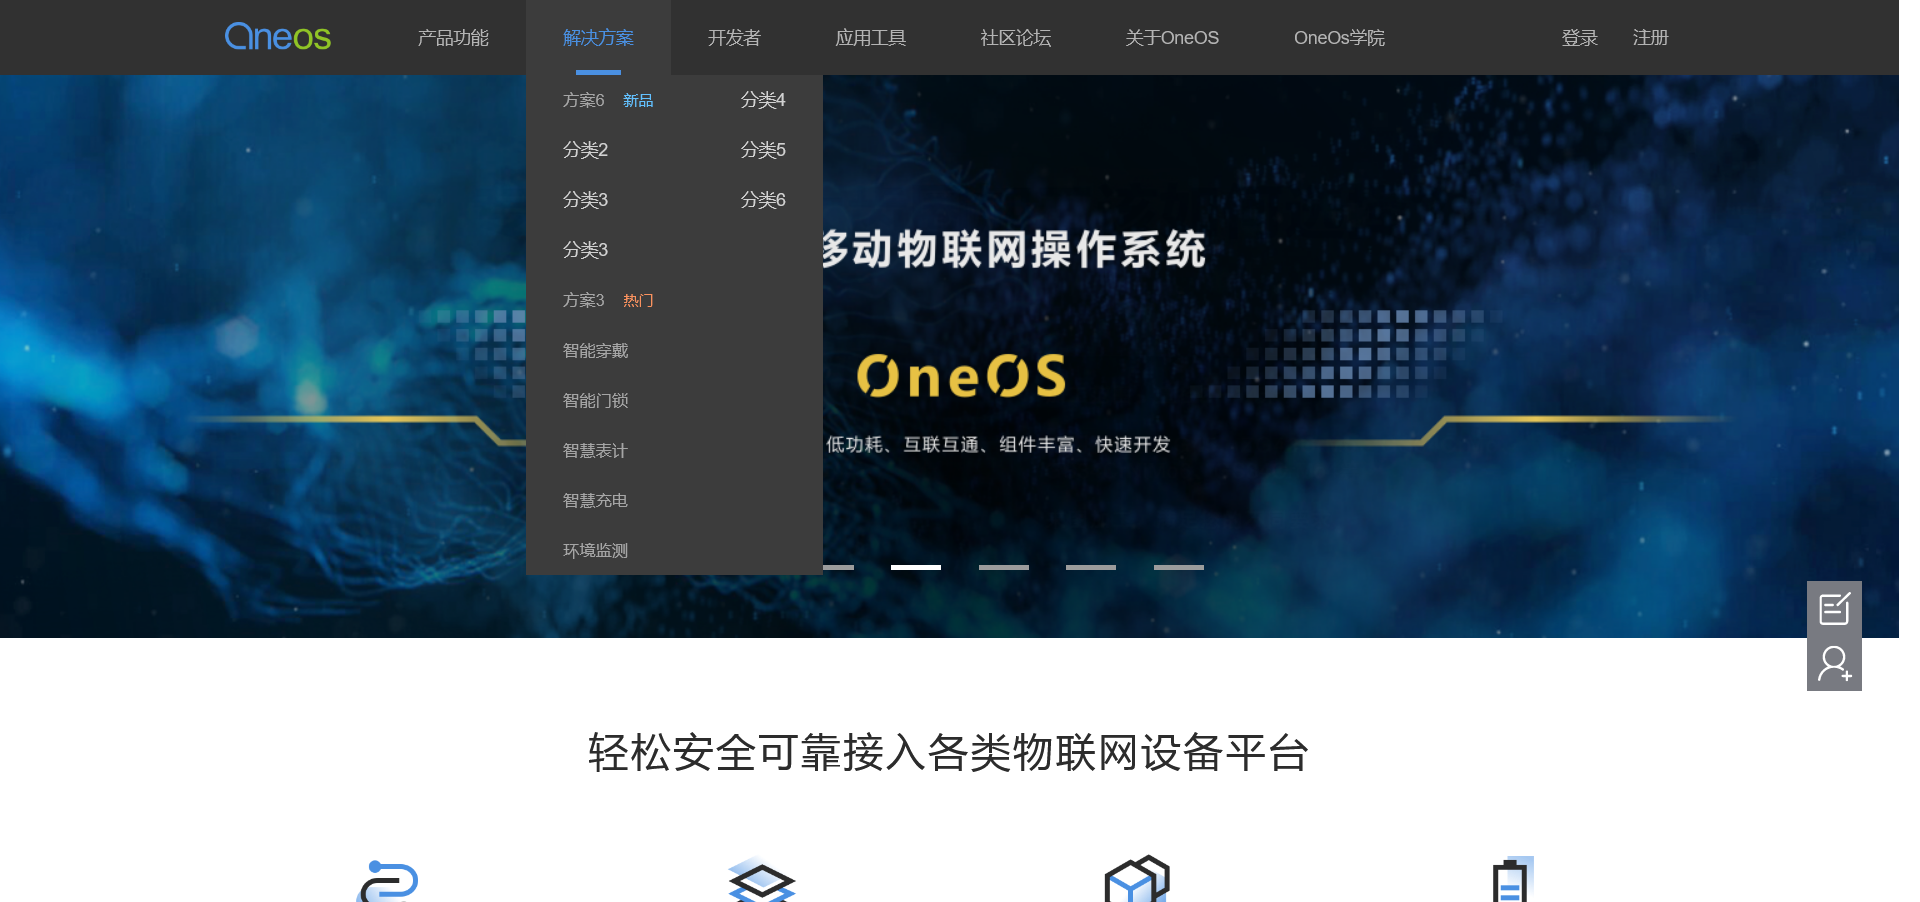 Oneos 产品功能 解决方案 开发者 应用工具 社区论坛 关于OneOS OneOs学院 登录 注册
方案6 新品 分类4
分类2 分类5
分类3 分类6
分类3
方案3 热门
智能穿戴
智能门锁
智慧表计
智慧充电
环境监测
移动物联网操作系统
OneOS
低功耗、互联互通、组件丰富、快速开发
轻松安全可靠接入各类物联网设备平台